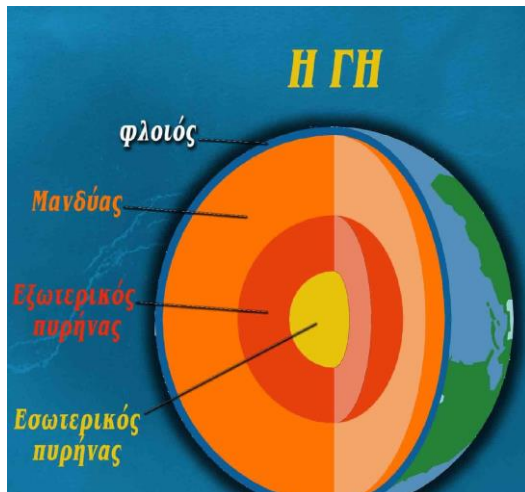 Η ΓΗ
φλοιός
Μανδύας
Εξωτερικός
πυρήνας
Εσωτερικός
πυρήνας